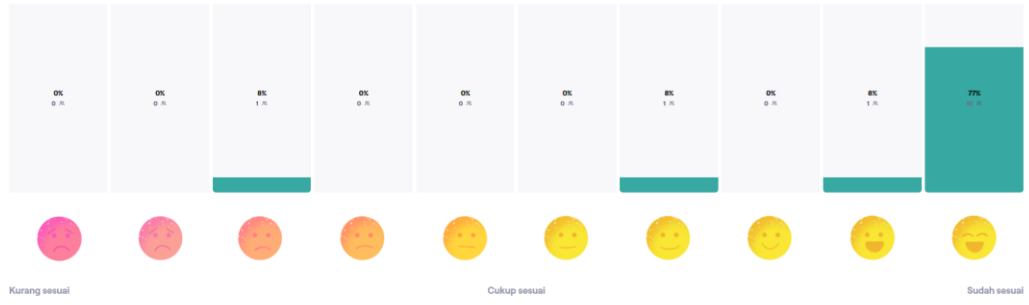 0% 0% 8% 0% 0% 0% 8% 0% 8% 77%
0 0 1 0 0 0 1 0 1
Kurang sesuai Cukup sesuai Sudah sesuai